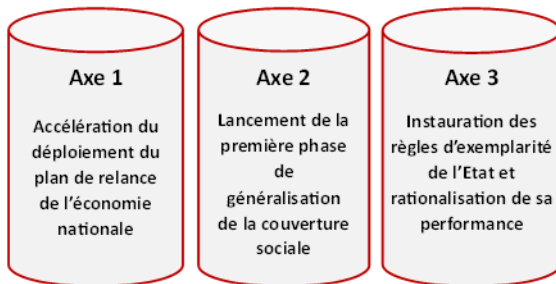 Axe 1
Accélération du
déploiement du
plan de relance
de l'économie
nationale
Axe 2
Lancement de la
première phase
de
généralisation
de la couverture
sociale
Axe 3
Instauration des
règles d'exemplarité
de l'Etat et
rationalisation de sa
performance